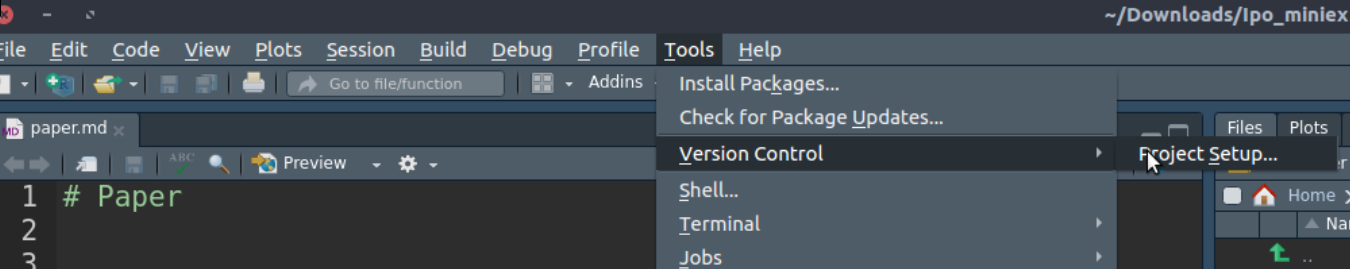 ~/Downloads/Ipo_miniex
File Edit Code View Plots Session Build Debug Profile Tools Help
Go to file/function Addins
Install Packages...
Check for Package Updates...
paper.md
Files Plots
ABC Preview
Version Control
Project Setup...
1 # Paper
Shell...
Home
2
Terminal
Na
3
Jobs
..